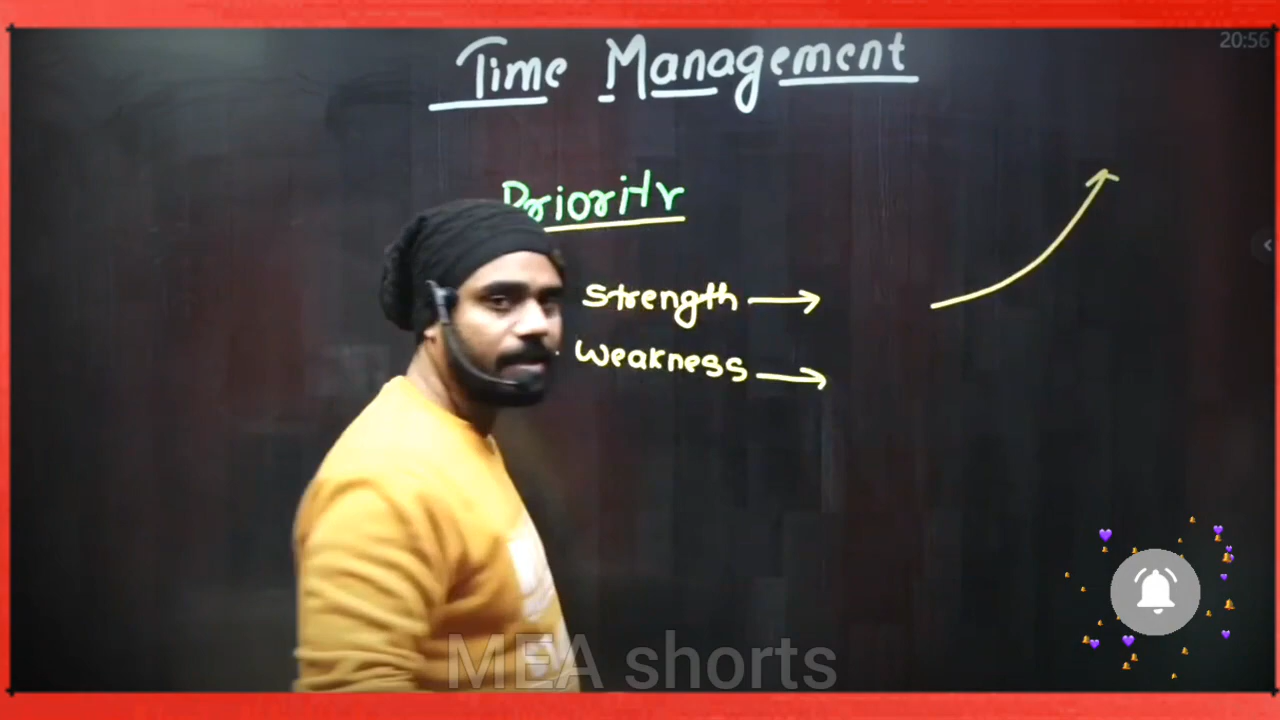 20:56
Time Management
Priority
Strength →
Weakness →
MEA shorts